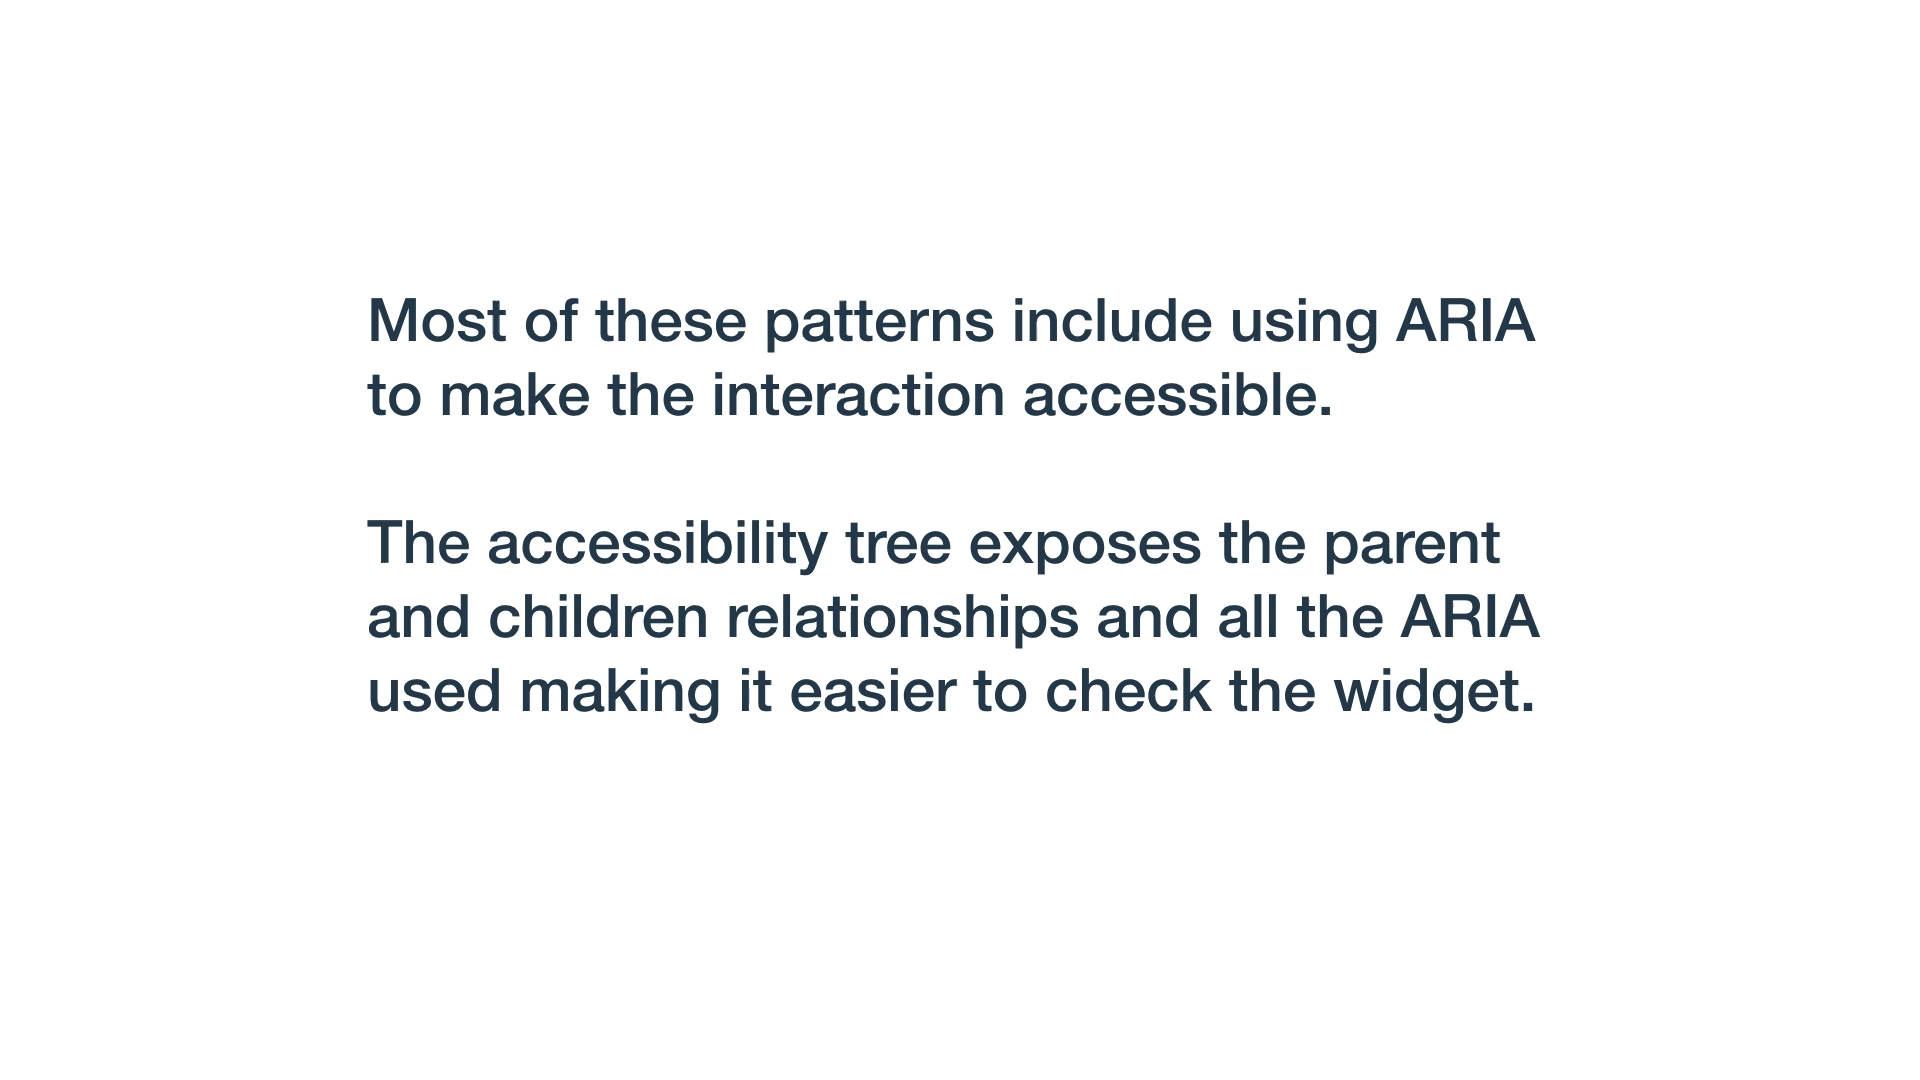 Most of these patterns include using ARIA
to make the interaction accessible.
The accessibility tree exposes the parent
and children relationships and all the ARIA
used making it easier to check the widget.